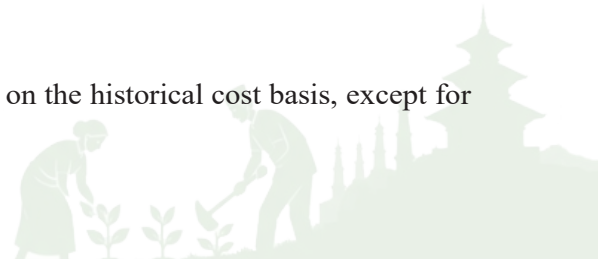 on the historical cost basis, except for